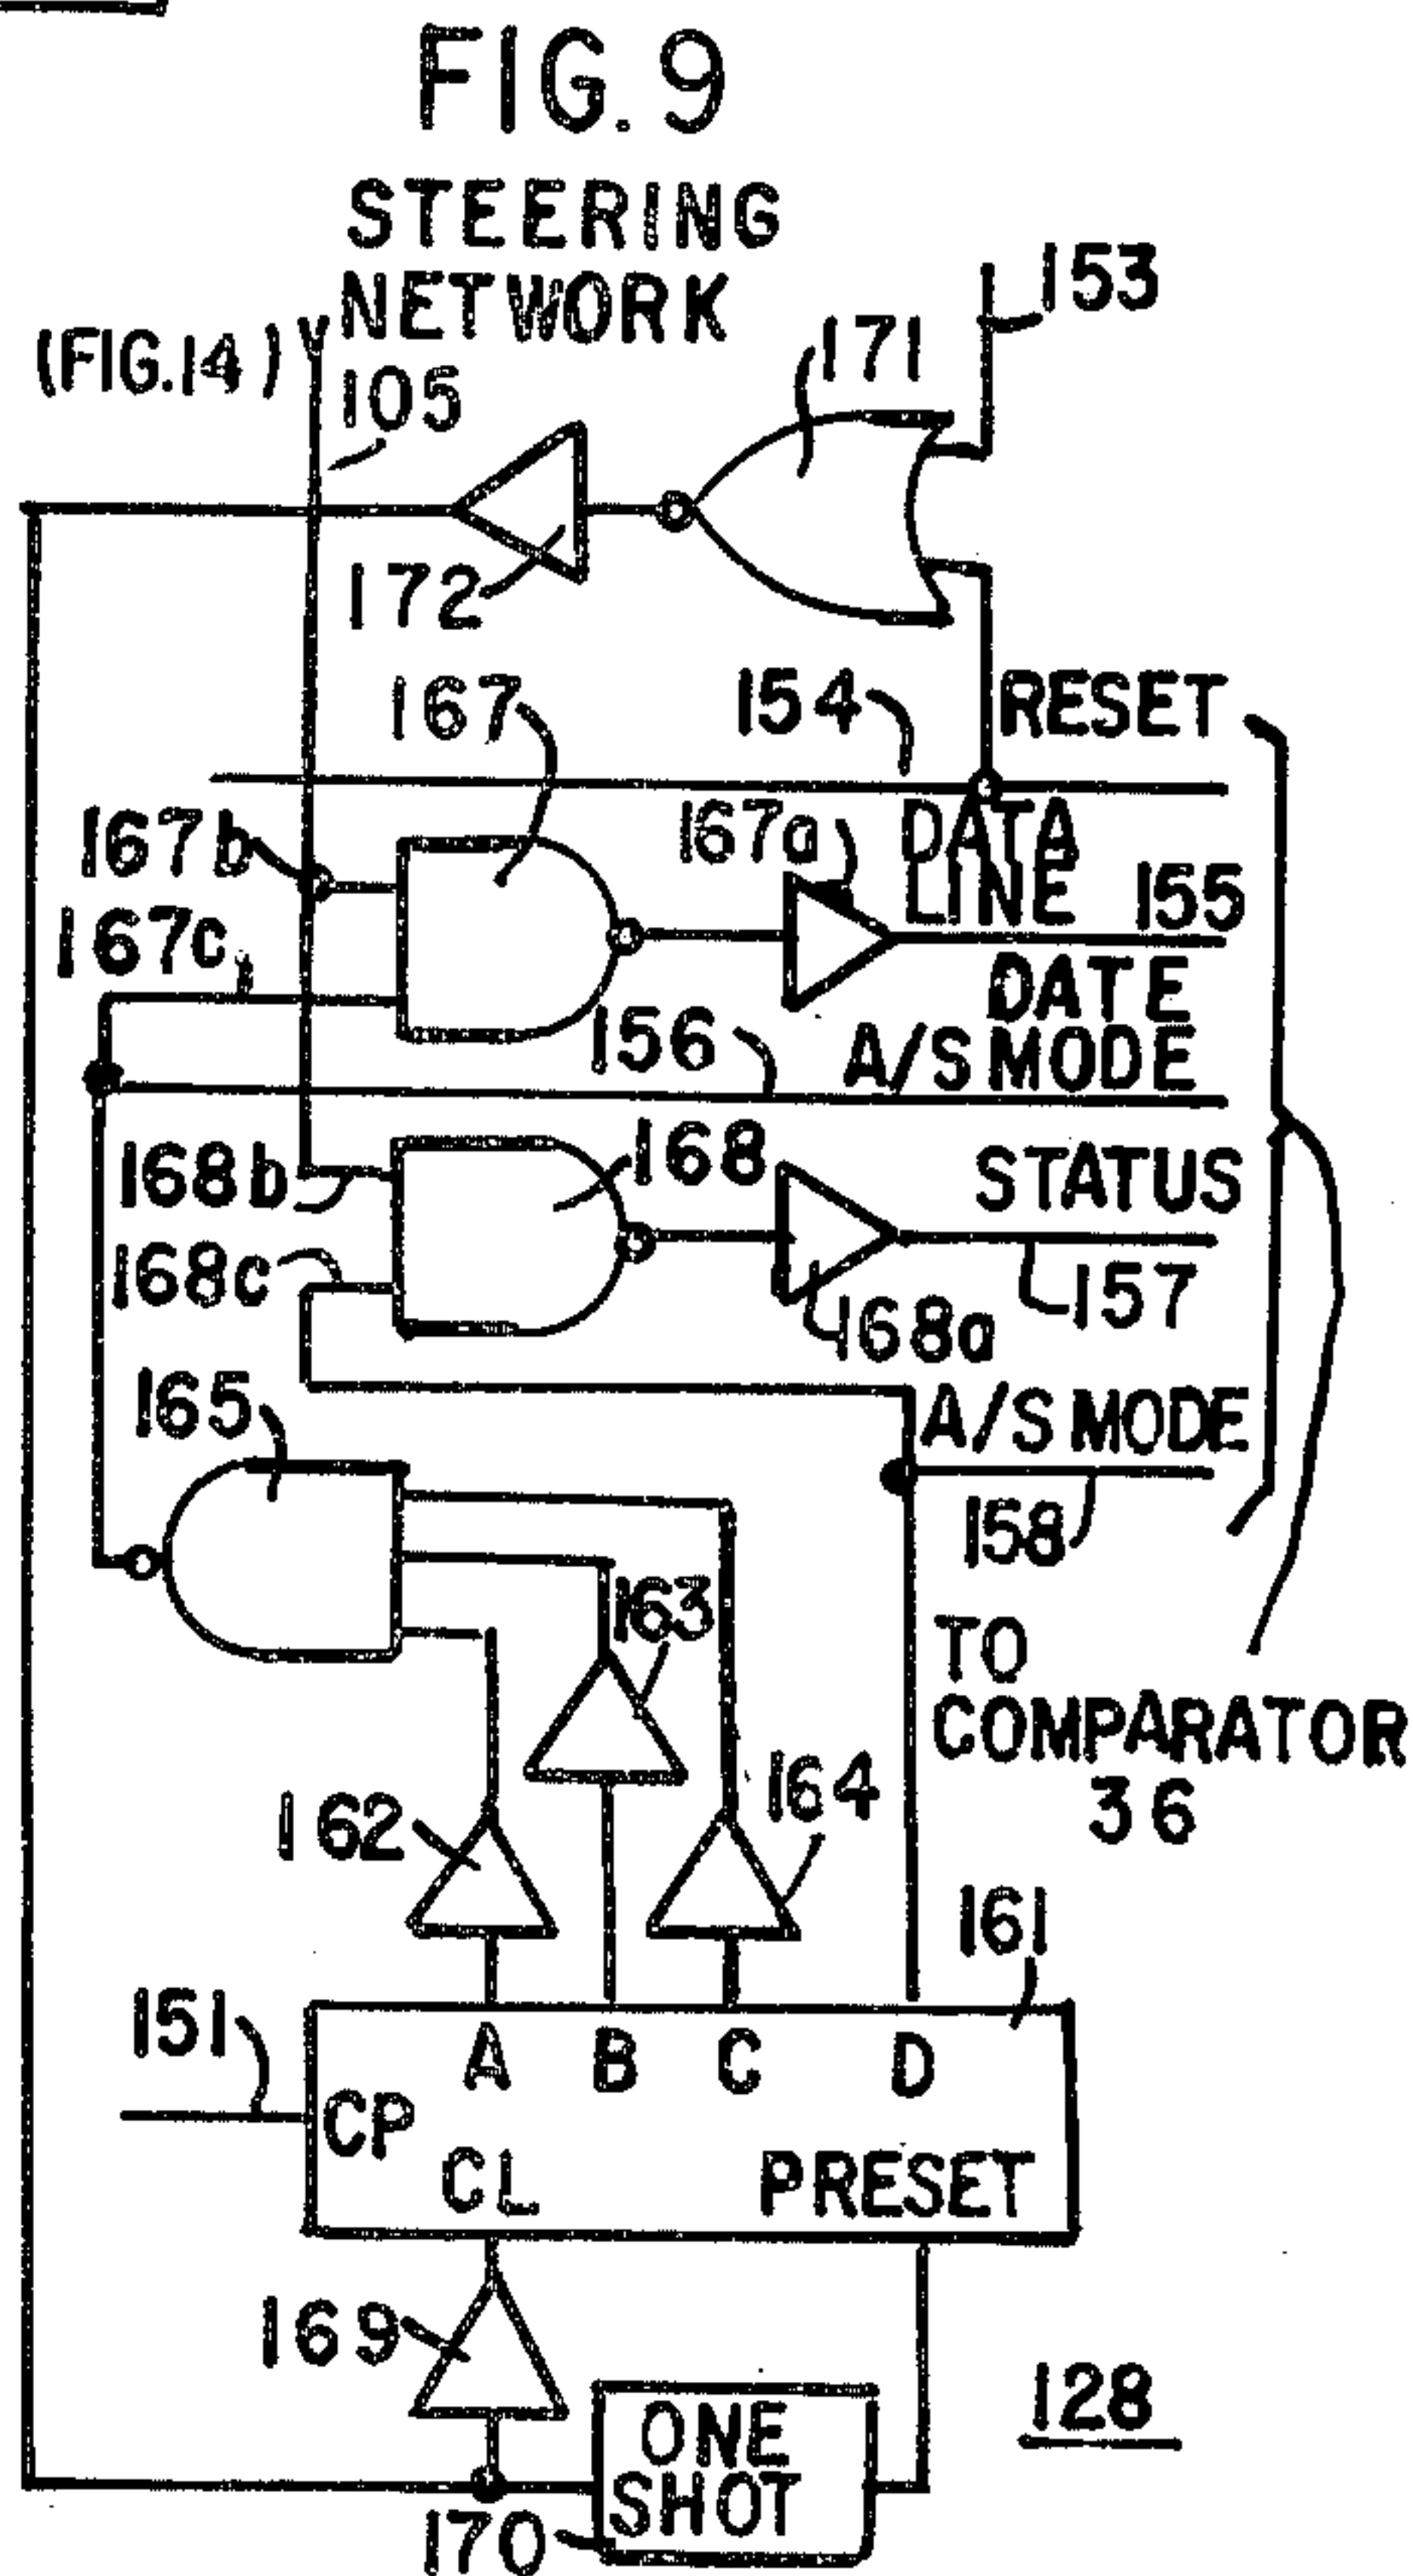 FIG. 9
STEERING
NETWORK
(FIG.14)
105
153
171
172
167
154
RESET
167b
167a
DATA
LINE
155
167c
DATE
156
A/S MODE
168b
168
STATUS
168c
157
168a
165
A/S MODE
158
163
TO
COMPARATOR
36
162
164
161
151
A B C D
CP
CL PRESET
169
128
ONE
SHOT
170